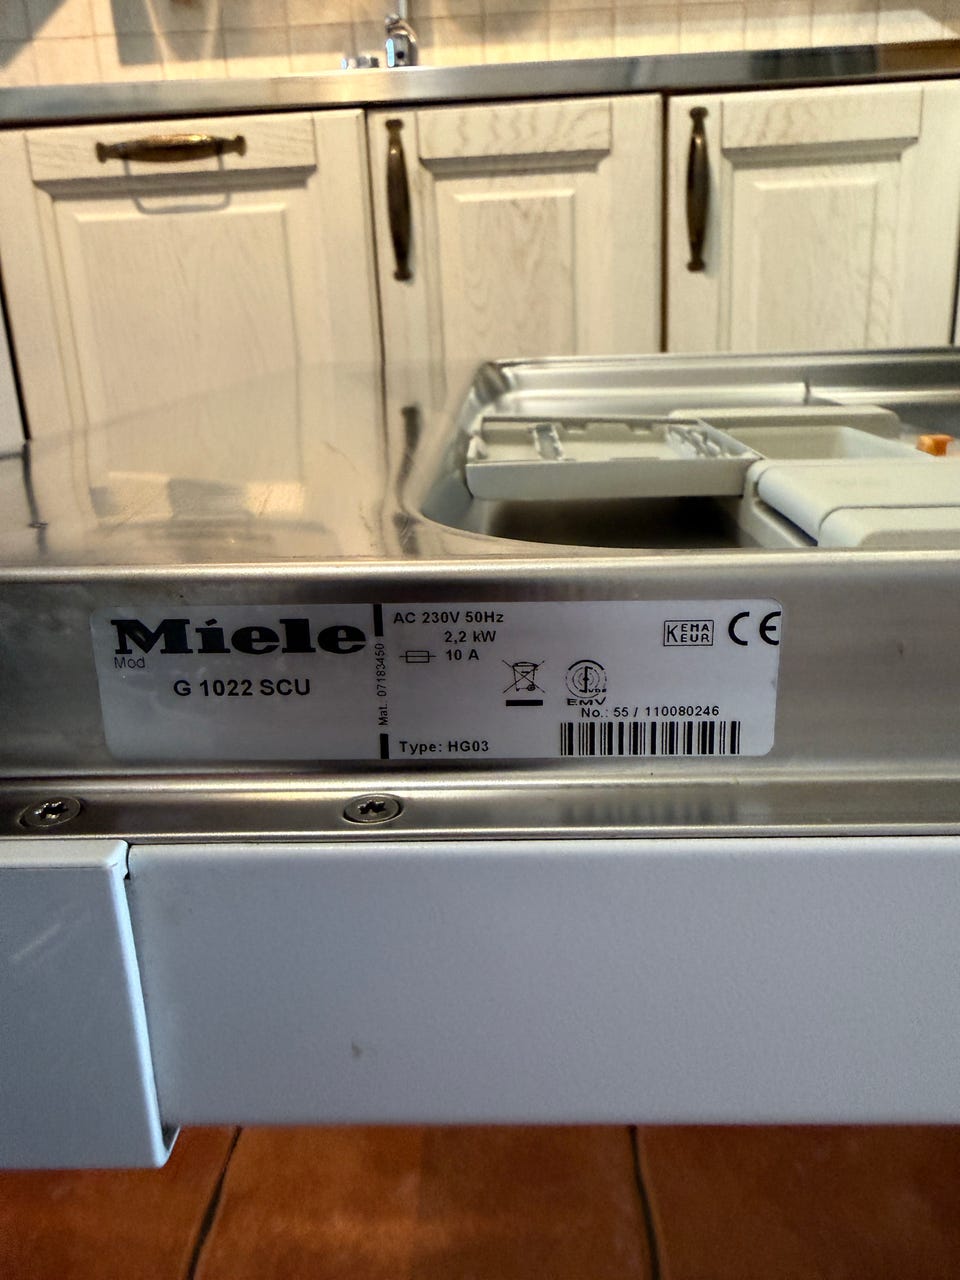 Miele
Mod
G 1022 SCU
Mat. 07183450
AC 230V 50Hz
2,2 kW
10 A
Type: HG03
KEMA
KEUR
CE
VDE
EMV
No.: 55 / 110080246